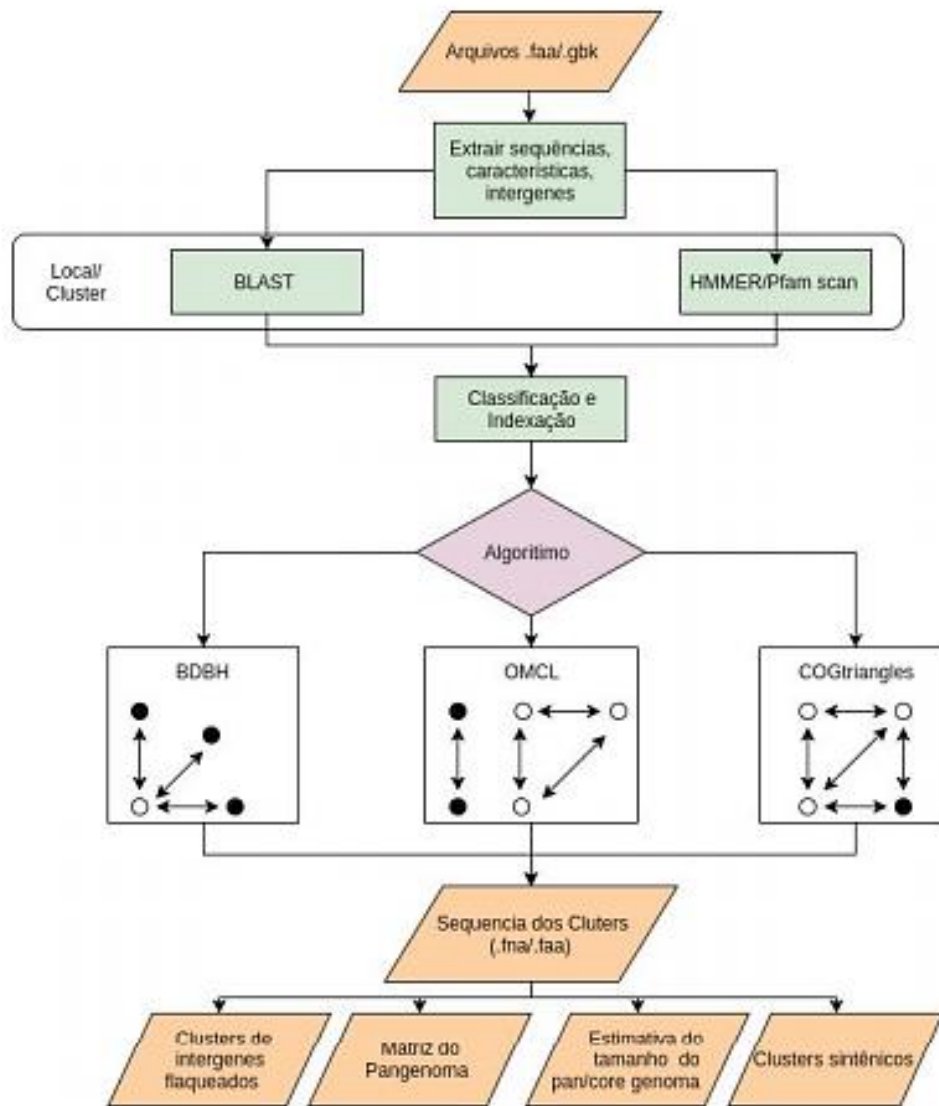 Arquivos .faa/.gbk
Extrair sequências,
características,
intergenes
Local/
Cluster
BLAST
HMMER/Pfam scan
Classificação e
Indexação
Algoritimo
BDBH
OMCL
COGtriangles
Sequencia dos Cluters
(.fna/.faa)
Clusters de
intergenes
flaqueados
Matriz do
Pangenoma
Estimativa do
tamanho do
pan/core genoma
Clusters sintênicos